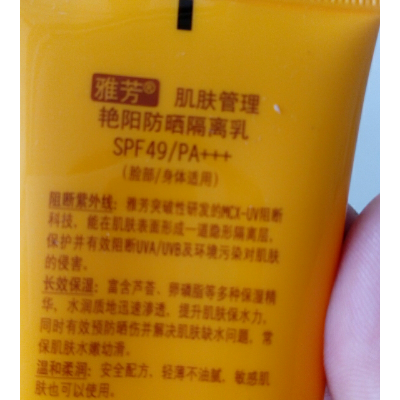 雅芳® 肌肤管理
艳阳防晒隔离乳
SPF49/PA+++
(脸部/身体适用)
阻断紫外线：雅芳突破性研发的MCX-UV阻断
科技，能在肌肤表面形成一道隐形隔离层，
保护并有效阻断UVA/UVB及环境污染对肌肤
的侵害。
长效保湿：富含芦荟、卵磷脂等多种保湿精
华，水润质地迅速渗透，提升肌肤保水力，
同时有效预防晒伤并解决肌肤缺水问题，常
保肌肤水嫩幼滑。
温和柔润：安全配方，轻薄不油腻，敏感肌
肤也可以使用。